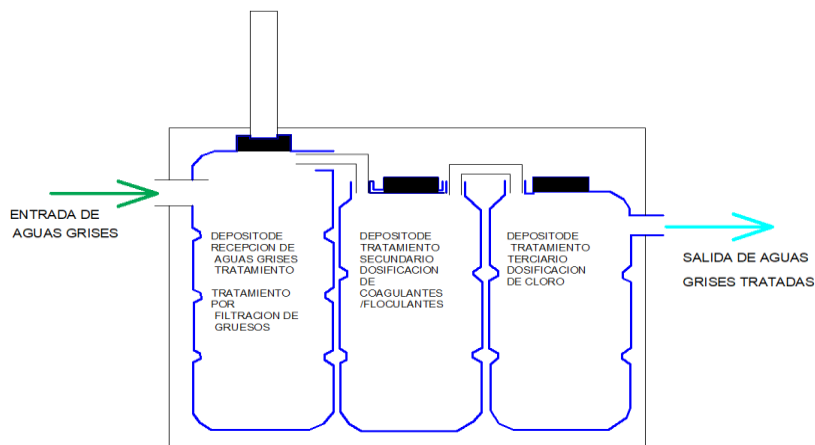 ENTRADA DE
AGUAS GRISES
DEPOSITODE
RECEPCION DE
AGUAS GRISES
TRATAMIENTO
TRATAMIENTO
POR
FILTRACION DE
GRUESOS
DEPOSITODE
TRATAMIENTO
SECUNDARIO
DOSIFICACION
DE
COAGULANTES
/FLOCULANTES
DEPOSITODE
TRATAMIENTO
TERCIARIO
DOSIFICACION
DE CLORO
SALIDA DE AGUAS
GRISES TRATADAS